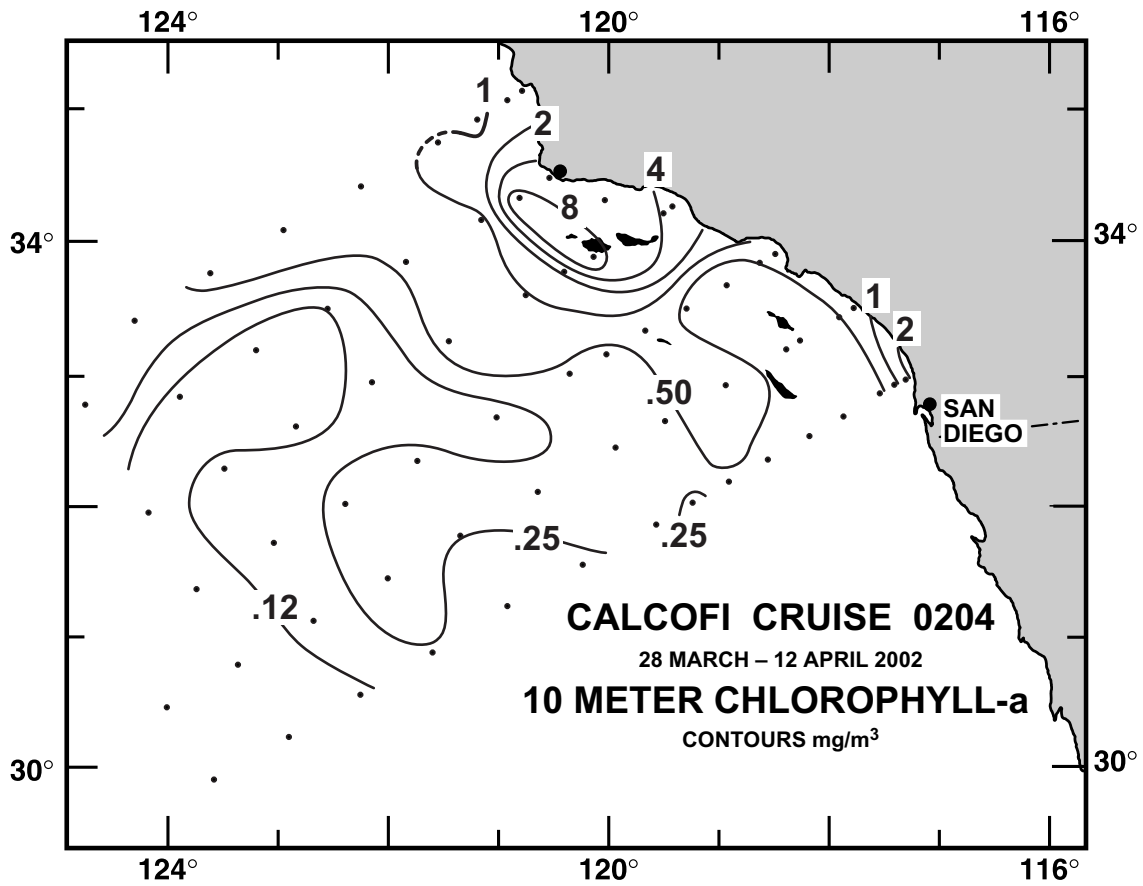 124° 120° 116°
1
2
4
8
34° 34°
1
2
.50
SAN
DIEGO
.25 .25
.12
CALCOFI CRUISE 0204
28 MARCH – 12 APRIL 2002
10 METER CHLOROPHYLL-a
CONTOURS mg/m³
30° 30°
124° 120° 116°